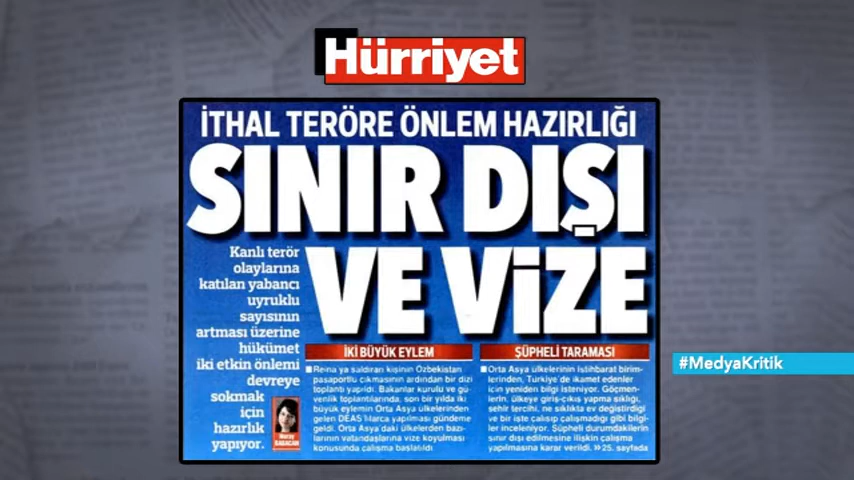 Hürriyet
İTHAL TERÖRE ÖNLEM HAZIRLIĞI
SINIR DIŞI
VE VİZE
Kanlı terör
olaylarına
katılan yabancı
uyruklu
sayısının
artması üzerine
hükümet
iki etkin önlemi
devreye
sokmak
için
hazırlık
yapıyor.
Nuray
BABACAN
İKİ BÜYÜK EYLEM
Reina'ya saldıran kişinin Özbekistan
pasaportlu çıkmasının ardından bir dizi
toplantı yapıldı. Bakanlar kurulu ve gü-
venlik toplantılarında, son bir yılda iki
büyük eylemin Orta Asya ülkelerinden
gelen DEAŞ'lılarca yapılması gündeme
geldi. Orta Asya'daki ülkelerden bazı-
larının vatandaşlarına vize koyulması
konusunda çalışma başlatıldı
ŞÜPHELİ TARAMASI
Orta Asya ülkelerinin istihbarat birim-
lerinden, Türkiye'de ikamet edenler
için yeniden bilgi isteniyor. Göçmen-
lerin, ülkeye giriş-çıkış yapma sıklığı,
şehir tercihi, ne sıklıkta ev değiştirdiği
ve bir işte çalışıp çalışmadığı gibi bilgi-
ler inceleniyor. Şüpheli durumdakilerin
sınır dışı edilmesine ilişkin çalışma
yapılmasına karar verildi. » 25. sayfada
#MedyaKritik